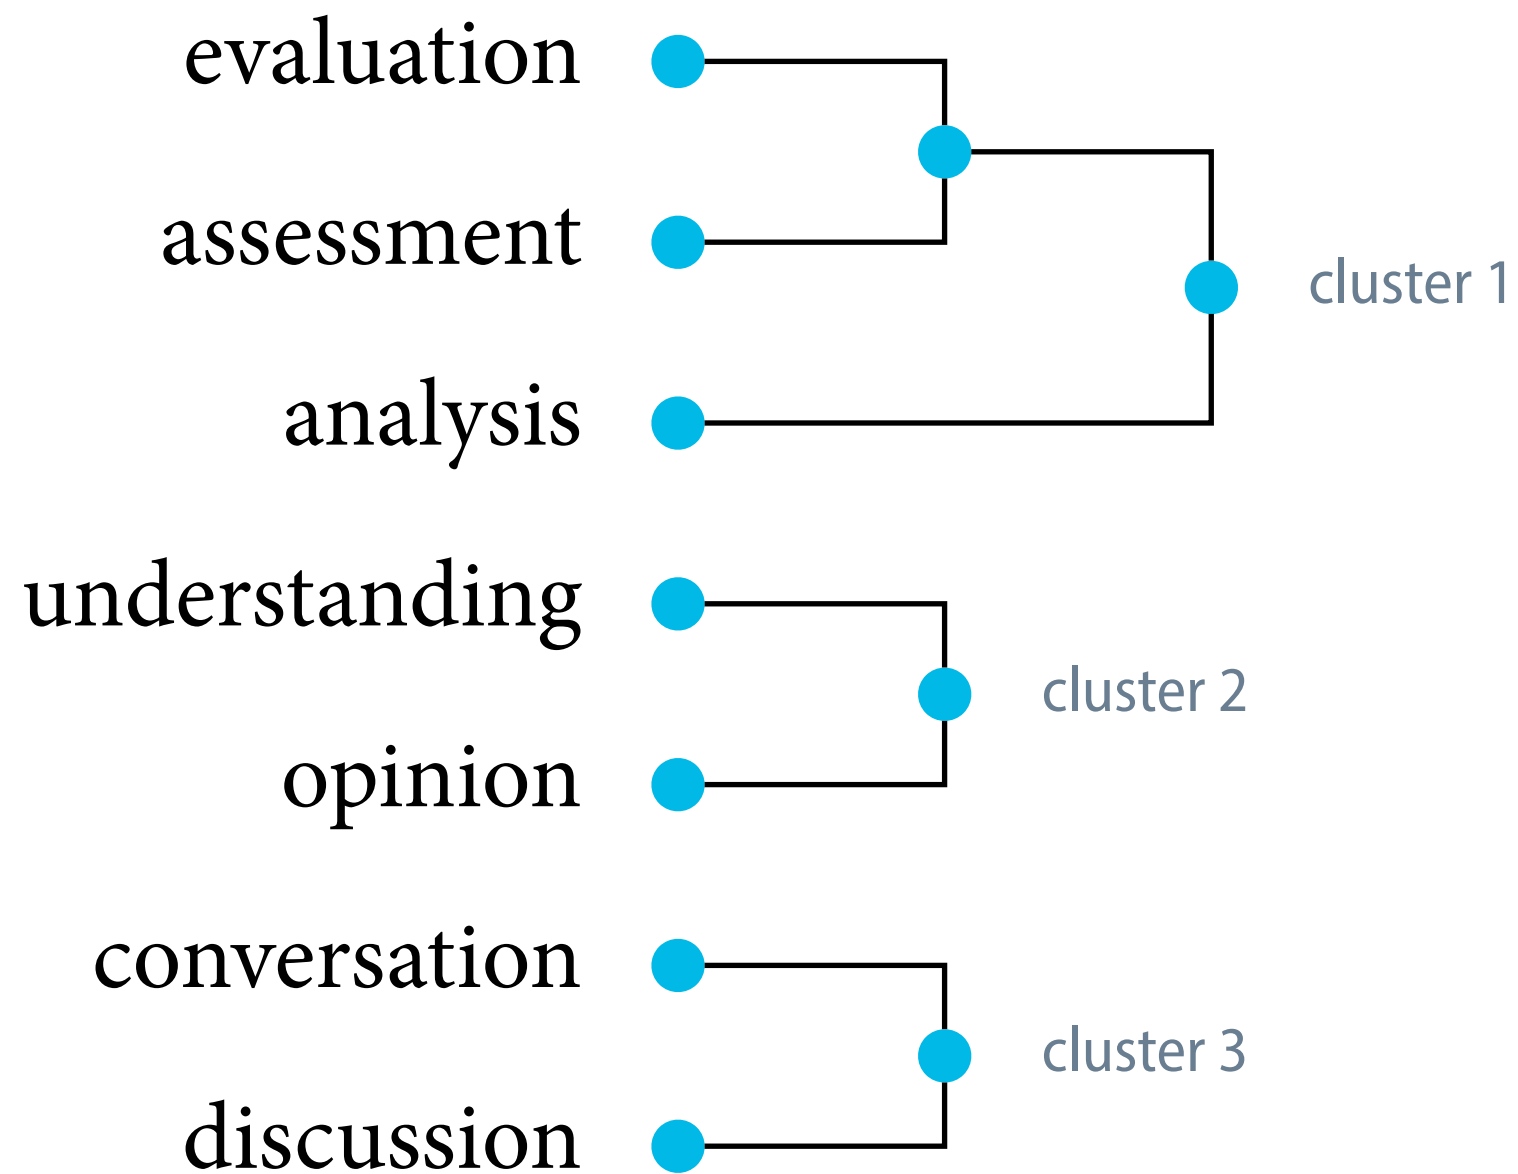 evaluation
assessment
cluster 1
analysis
understanding
cluster 2
opinion
conversation
cluster 3
discussion